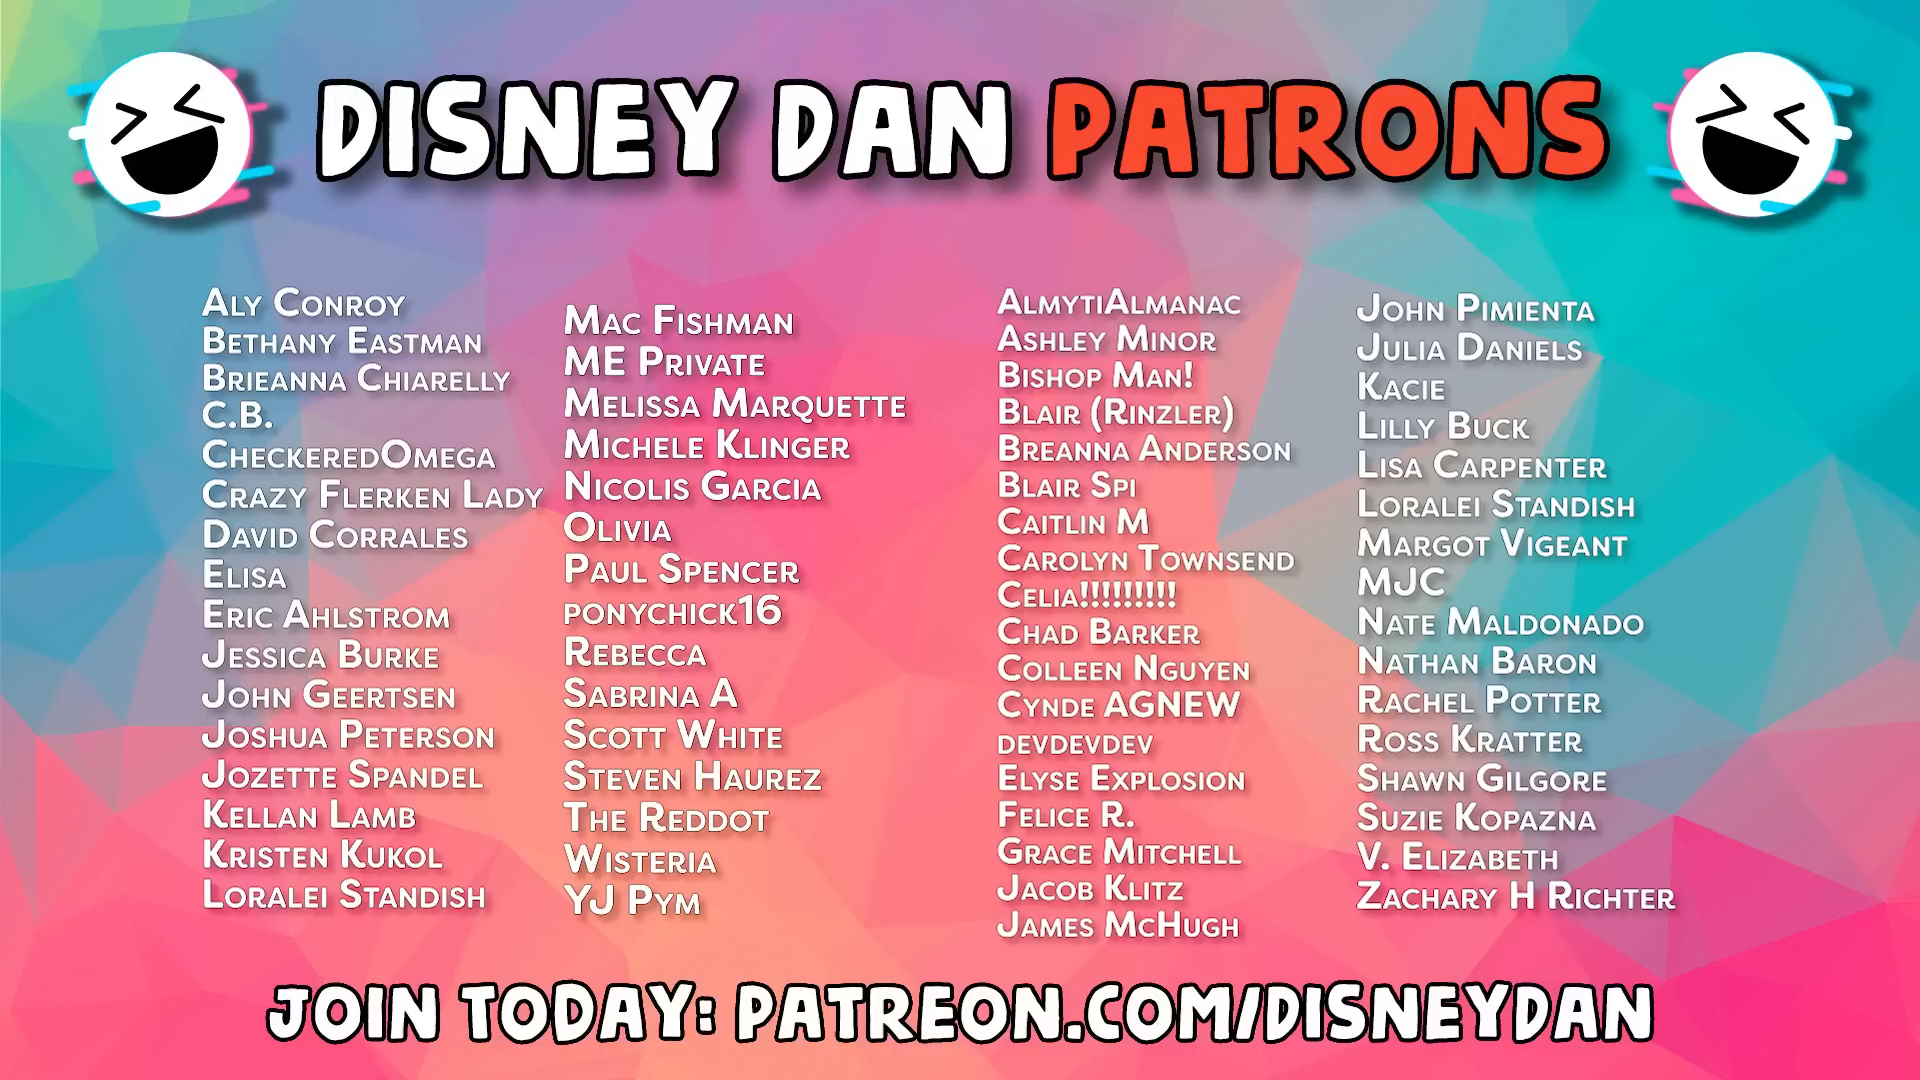 DISNEY DAN PATRONS
Aly Conroy
Bethany Eastman
Brieanna Chiarelly
C.B.
CheckeredOmega
Crazy Flerken Lady
David Corrales
Elisa
Eric Ahlstrom
Jessica Burke
John Geertsen
Joshua Peterson
Jozette Spandel
Kellan Lamb
Kristen Kukol
Loralei Standish
Mac Fishman
ME Private
Melissa Marquette
Michele Klinger
Nicolis Garcia
Olivia
Paul Spencer
ponychick16
Rebecca
Sabrina A
Scott White
Steven Haurez
The Reddot
Wisteria
YJ Pym
AlmytiAlmanac
Ashley Minor
Bishop Man!
Blair (Rinzler)
Breanna Anderson
Blair Spi
Caitlin M
Carolyn Townsend
Celia!!!!!!!!!
Chad Barker
Colleen Nguyen
Cynde AGNEW
devdevdev
Elyse Explosion
Felice R.
Grace Mitchell
Jacob Klitz
James McHugh
John Pimienta
Julia Daniels
Kacie
Lilly Buck
Lisa Carpenter
Loralei Standish
Margot Vigeant
MJC
Nate Maldonado
Nathan Baron
Rachel Potter
Ross Kratter
Shawn Gilgore
Suzie Kopazna
V. Elizabeth
Zachary H Richter
JOIN TODAY: PATREON.COM/DISNEYDAN